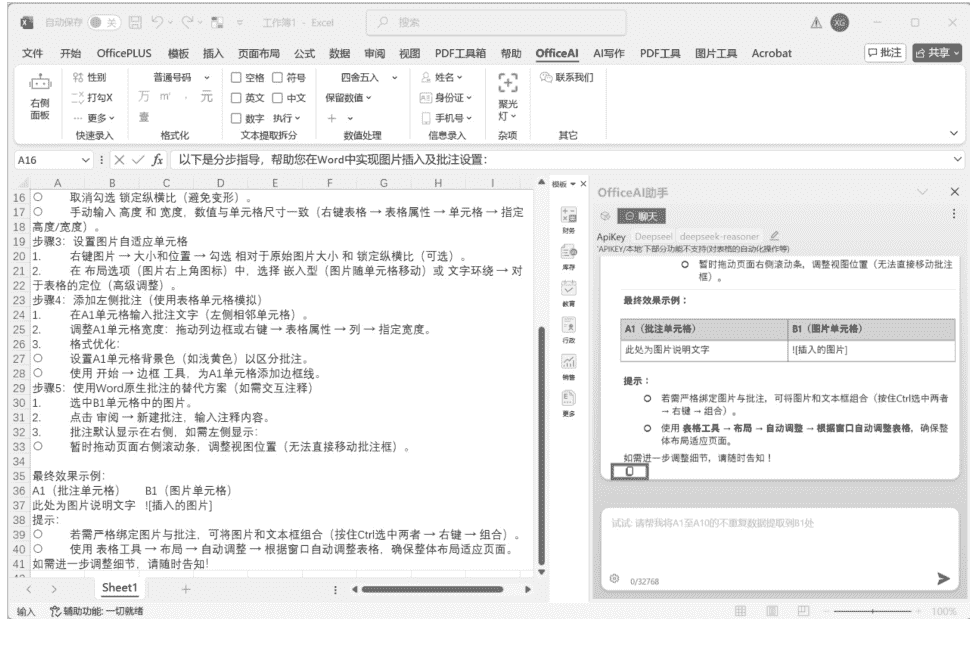 自动保存 关 工作簿1 - Excel 搜索 XG
文件 开始 OfficePLUS 模板 插入 页面布局 公式 数据 审阅 视图 PDF工具箱 帮助 OfficeAI AI写作 PDF工具 图片工具 Acrobat 批注 共享
右侧面板
性别
打勾X
更多
快速录入
普通号码
万 ㎡ , 元
壹
格式化
空格 符号
英文 中文
数字 执行
文本提取拆分
四舍五入
保留数值
+
数值处理
姓名
身份证
手机号
信息录入
聚光灯
杂项
联系我们
其它
A16 fx 以下是分步指导，帮助您在Word中实现图片插入及批注设置：
A B C D E F G H I
16 ○ 取消勾选 锁定纵横比（避免变形）。
17 ○ 手动输入 高度 和 宽度，数值与单元格尺寸一致（右键表格 → 表格属性 → 单元格 → 指定
18 高度/宽度）。
19 步骤3：设置图片自适应单元格
20 1. 右键图片 → 大小和位置 → 勾选 相对于原始图片大小 和 锁定纵横比（可选）。
21 2. 在 布局选项（图片右上角图标）中，选择 嵌入型（图片随单元格移动）或 文字环绕 → 对
22 于表格的定位（高级调整）。
23 步骤4：添加左侧批注（使用表格单元格模拟）
24 1. 在A1单元格输入批注文字（左侧相邻单元格）。
25 2. 调整A1单元格宽度：拖动列边框或右键 → 表格属性 → 列 → 指定宽度。
26 3. 格式优化：
27 ○ 设置A1单元格背景色（如浅黄色）以区分批注。
28 ○ 使用 开始 → 边框 工具，为A1单元格添加边框线。
29 步骤5：使用Word原生批注的替代方案（如需交互注释）
30 1. 选中B1单元格中的图片。
31 2. 点击 审阅 → 新建批注，输入注释内容。
32 3. 批注默认显示在右侧，如需左侧显示：
33 ○ 暂时拖动页面右侧滚动条，调整视图位置（无法直接移动批注框）。
34
35 最终效果示例：
36 A1（批注单元格） B1（图片单元格）
37 此处为图片说明文字 ![插入的图片]
38 提示：
39 ○ 若需严格绑定图片与批注，可将图片和文本框组合（按住Ctrl选中两者 → 右键 → 组合）。
40 ○ 使用 表格工具 → 布局 → 自动调整 → 根据窗口自动调整表格，确保整体布局适应页面。
41 如需进一步调整细节，请随时告知！
Sheet1
输入 辅助功能: 一切就绪 100%
模板
财务
库存
教育
行政
销售
更多
OfficeAI助手
聊天
ApiKey Deepseel deepseek-reasoner
'APIKEY/本地'下部分功能不支持(对表格的自动化操作等)
暂时拖动页面右侧滚动条，调整视图位置（无法直接移动批注
框）。
最终效果示例：
A1（批注单元格） B1（图片单元格）
此处为图片说明文字 ![插入的图片]
提示：
若需严格绑定图片与批注，可将图片和文本框组合（按住Ctrl选中两者
→ 右键 → 组合）。
使用 表格工具 → 布局 → 自动调整 → 根据窗口自动调整表格，确保整
体布局适应页面。
如需进一步调整细节，请随时告知！
试试: 请帮我将A1至A10的不重复数据提取到B1处
0/32768